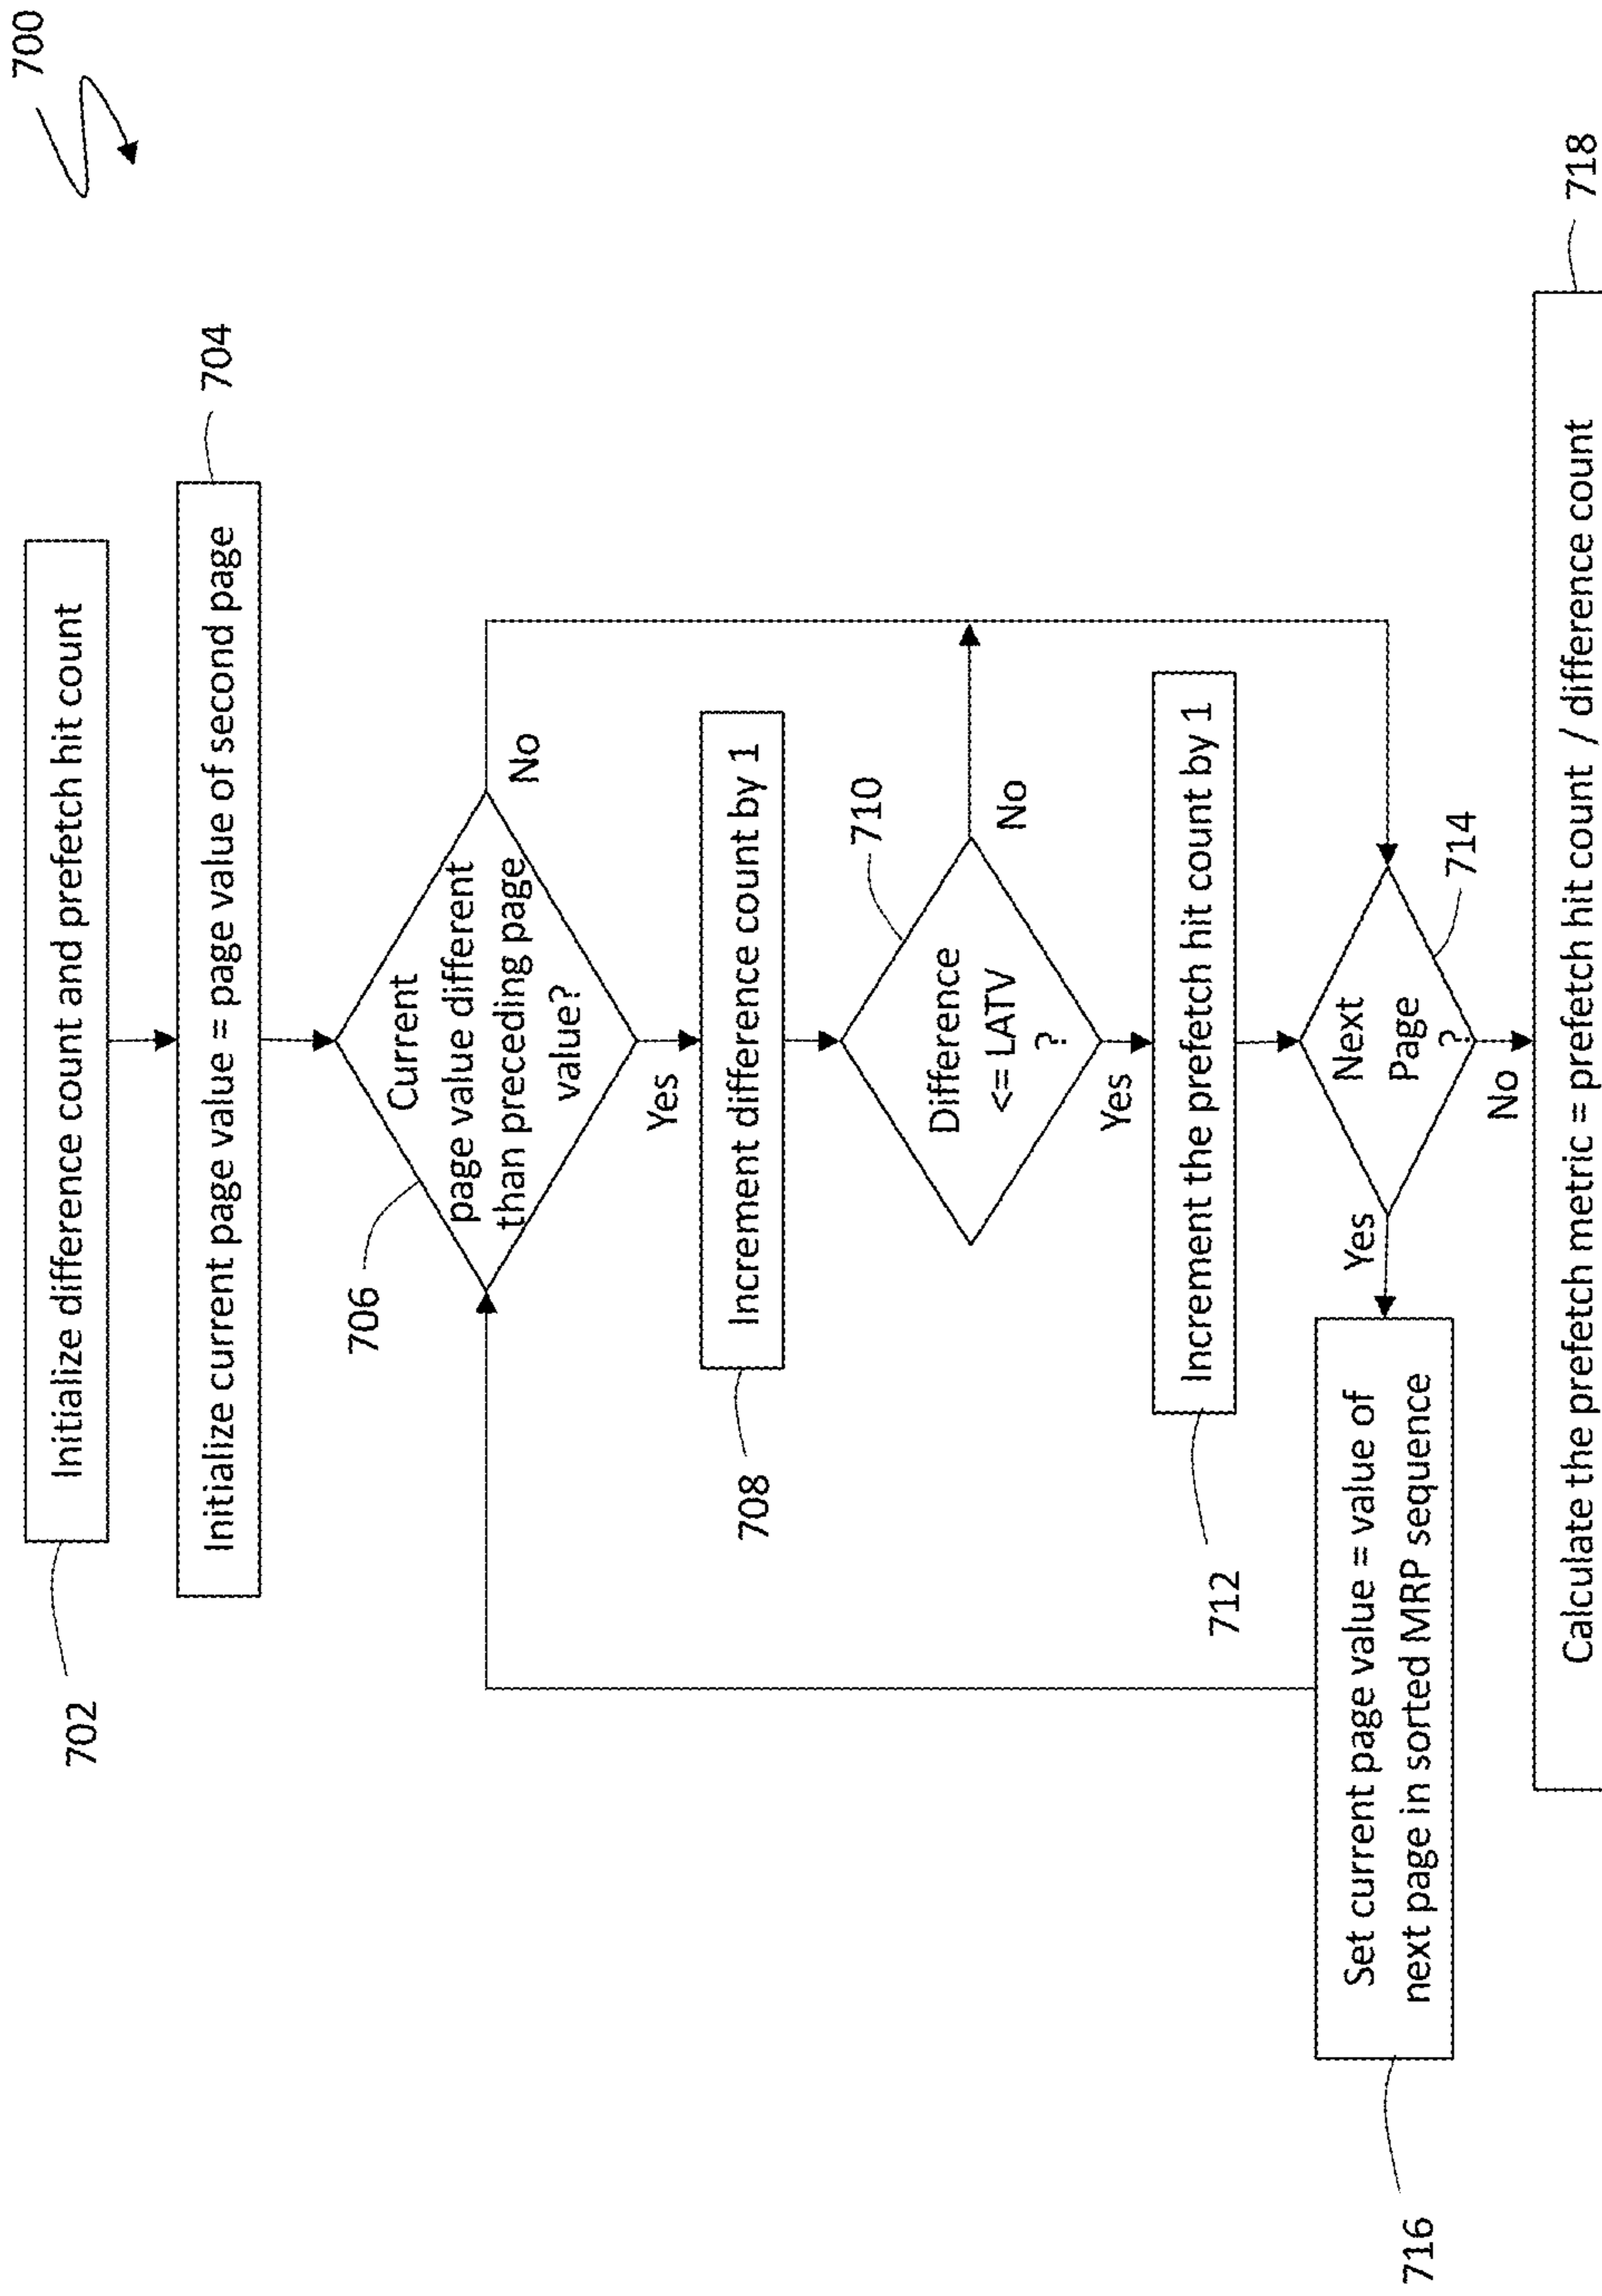 700
702
Initialize difference count and prefetch hit count
704
Initialize current page value = page value of second page
706
Current
page value different
than preceding page
value?
No
Yes
708
Increment difference count by 1
710
Difference
<= LATV
?
No
Yes
712
Increment the prefetch hit count by 1
714
Next
Page
?
Yes
No
716
Set current page value = value of
next page in sorted MRP sequence
718
Calculate the prefetch metric = prefetch hit count / difference count